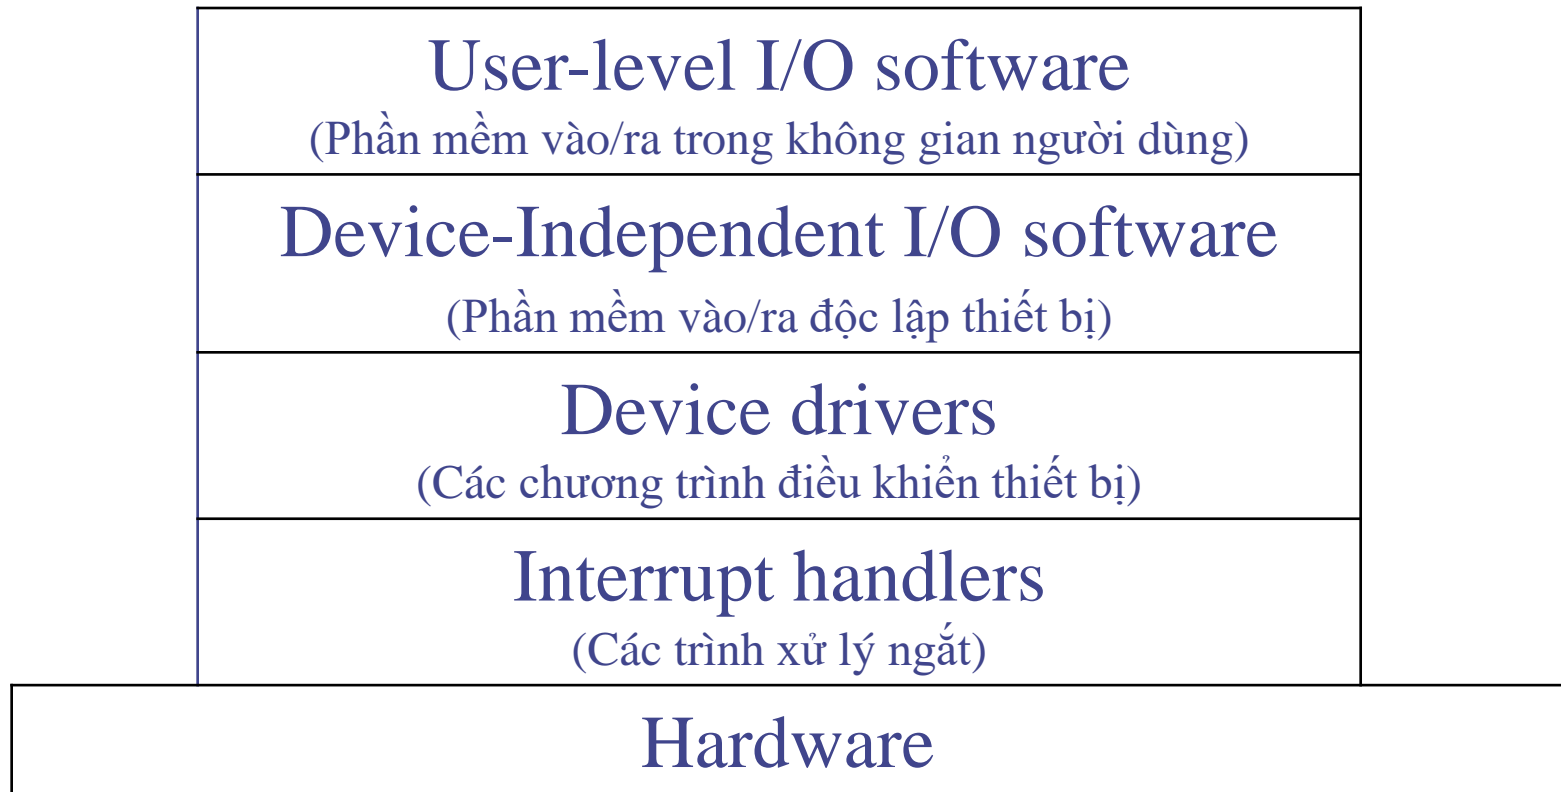 User-level I/O software
(Phần mềm vào/ra trong không gian người dùng)
Device-Independent I/O software
(Phần mềm vào/ra độc lập thiết bị)
Device drivers
(Các chương trình điều khiển thiết bị)
Interrupt handlers
(Các trình xử lý ngắt)
Hardware